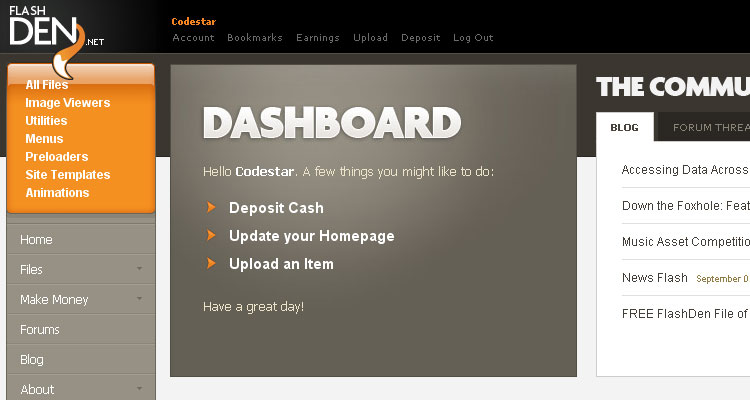 FLASH
DEN.NET
Codestar
Account Bookmarks Earnings Upload Deposit Log Out
All Files
Image Viewers
Utilities
Menus
Preloaders
Site Templates
Animations
Home
Files
Make Money
Forums
Blog
About
DASHBOARD
Hello Codestar. A few things you might like to do:
Deposit Cash
Update your Homepage
Upload an Item
Have a great day!
THE COMMU
BLOG FORUM THREA
Accessing Data Across
Down the Foxhole: Feat
Music Asset Competitio
News Flash September 0
FREE FlashDen File of